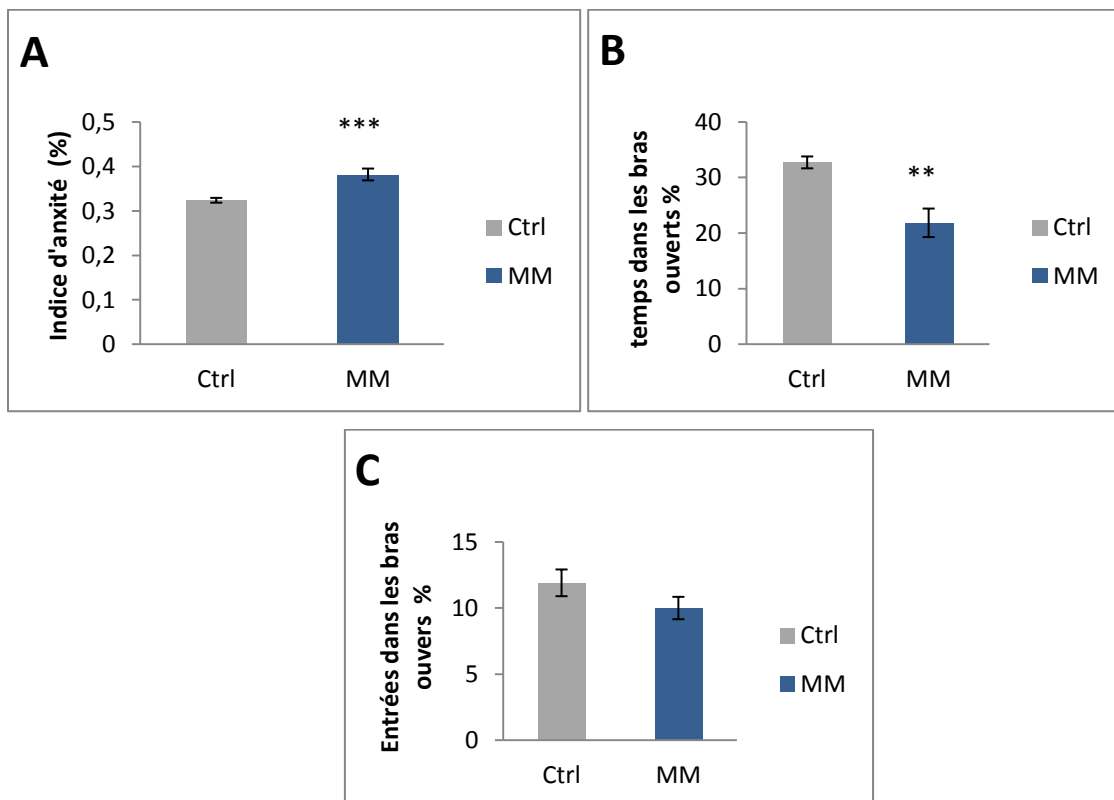 A
Indice d'anxité (%)
0,5
0,4
0,3
0,2
0,1
0
***
Ctrl
MM
Ctrl
MM
B
temps dans les bras
ouverts %
40
30
20
10
0
**
Ctrl
MM
Ctrl
MM
C
Entrées dans les bras
ouvers %
15
10
5
0
Ctrl
MM
Ctrl
MM